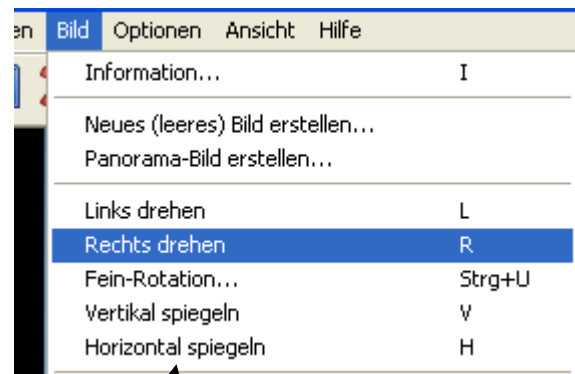 en Bild Optionen Ansicht Hilfe
Information... I
Neues (leeres) Bild erstellen...
Panorama-Bild erstellen...
Links drehen L
Rechts drehen R
Fein-Rotation... Strg+U
Vertikal spiegeln V
Horizontal spiegeln H